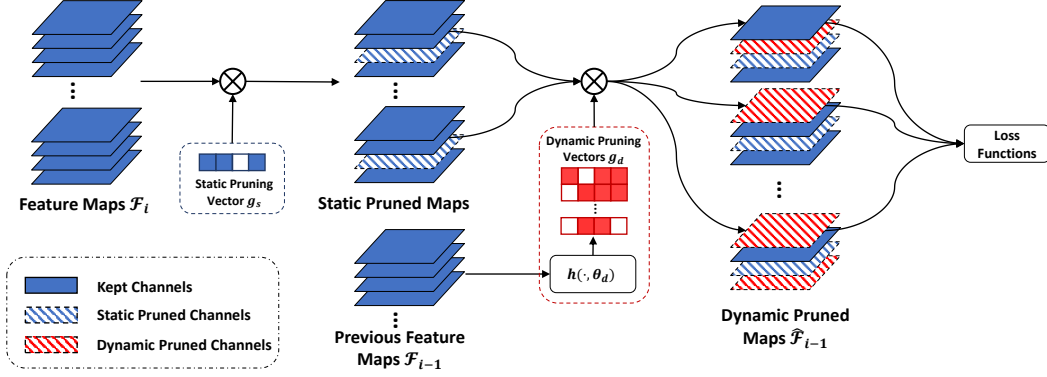 Feature Maps ℱᵢ
Static Pruning
Vector gₛ
Static Pruned Maps
Dynamic Pruning
Vectors g_d
h(·, θ_d)
Previous Feature
Maps ℱᵢ₋₁
Dynamic Pruned
Maps ℱ̂ᵢ₋₁
Loss
Functions
Kept Channels
Static Pruned Channels
Dynamic Pruned Channels